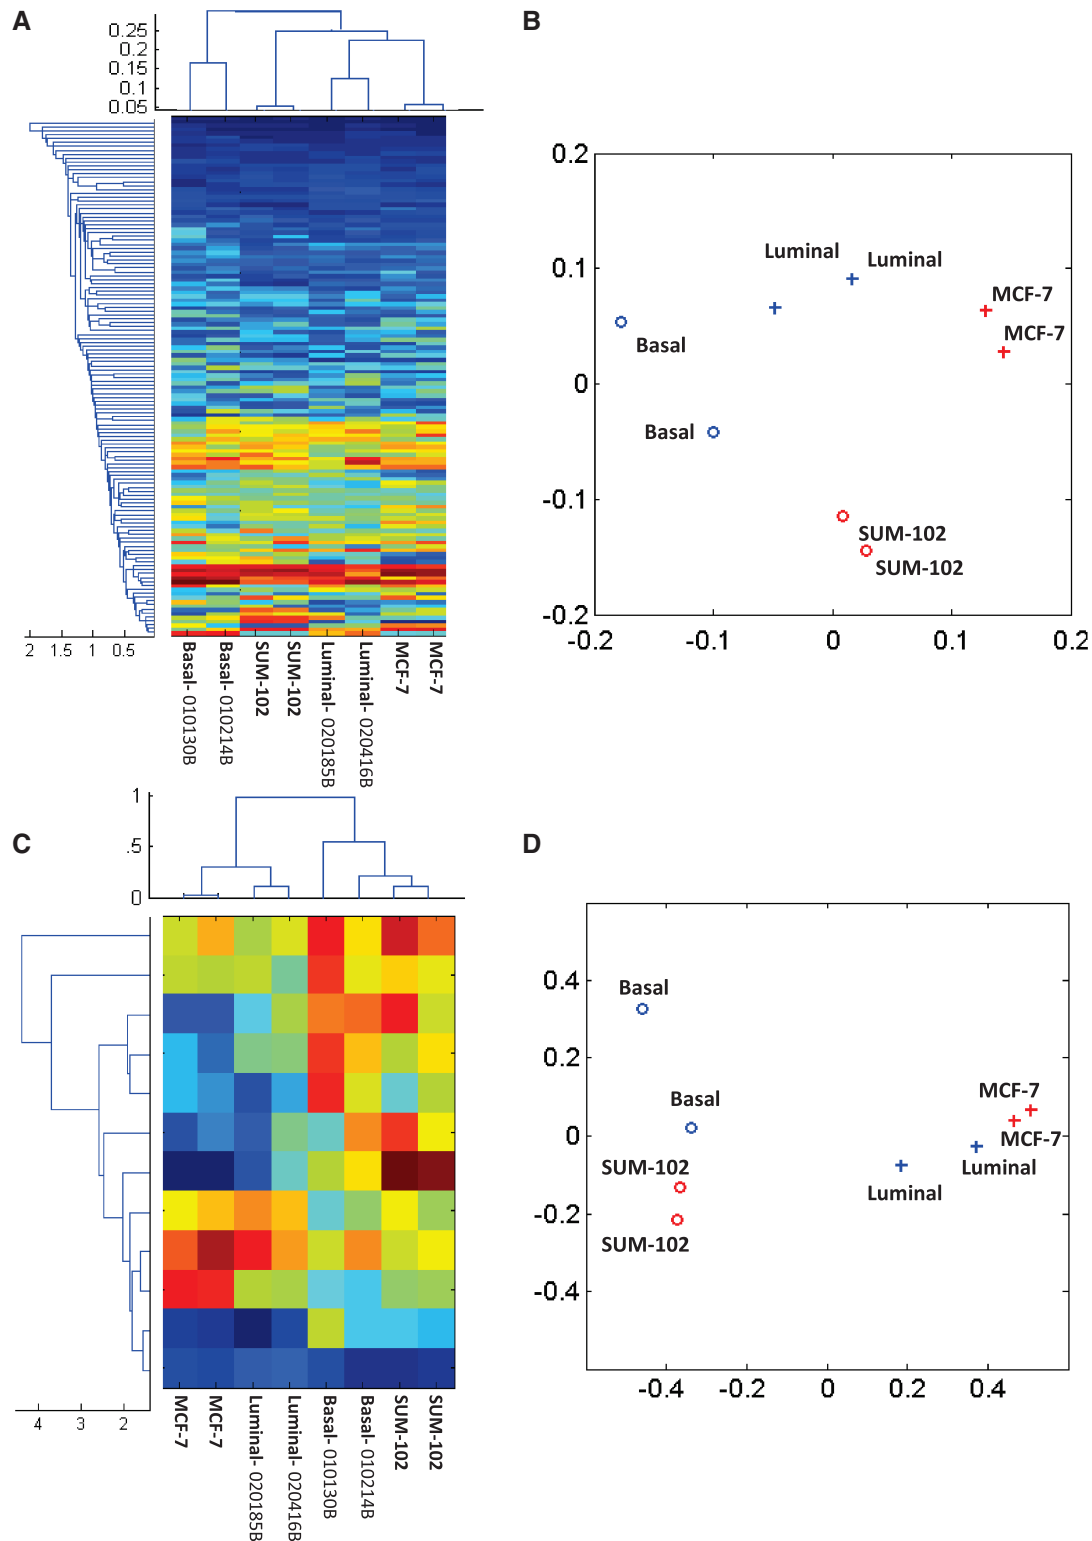 A
0.25
0.2
0.15
0.1
0.05
2 1.5 1 0.5
Basal- 010130B
Basal- 010214B
SUM-102
SUM-102
Luminal- 020185B
Luminal- 020416B
MCF-7
MCF-7
B
0.2
0.1
0
-0.1
-0.2
Luminal
Luminal
MCF-7
MCF-7
Basal
Basal
SUM-102
SUM-102
-0.2 -0.1 0 0.1 0.2
C
1
.5
0
4 3 2
MCF-7
MCF-7
Luminal- 020185B
Luminal- 020416B
Basal- 010130B
Basal- 010214B
SUM-102
SUM-102
D
0.4
0.2
0
-0.2
-0.4
Basal
Basal
MCF-7
MCF-7
SUM-102
Luminal
Luminal
SUM-102
-0.4 -0.2 0 0.2 0.4